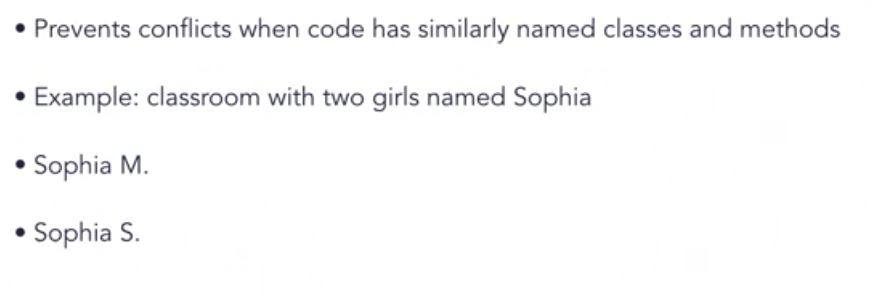 • Prevents conflicts when code has similarly named classes and methods
• Example: classroom with two girls named Sophia
• Sophia M.
• Sophia S.